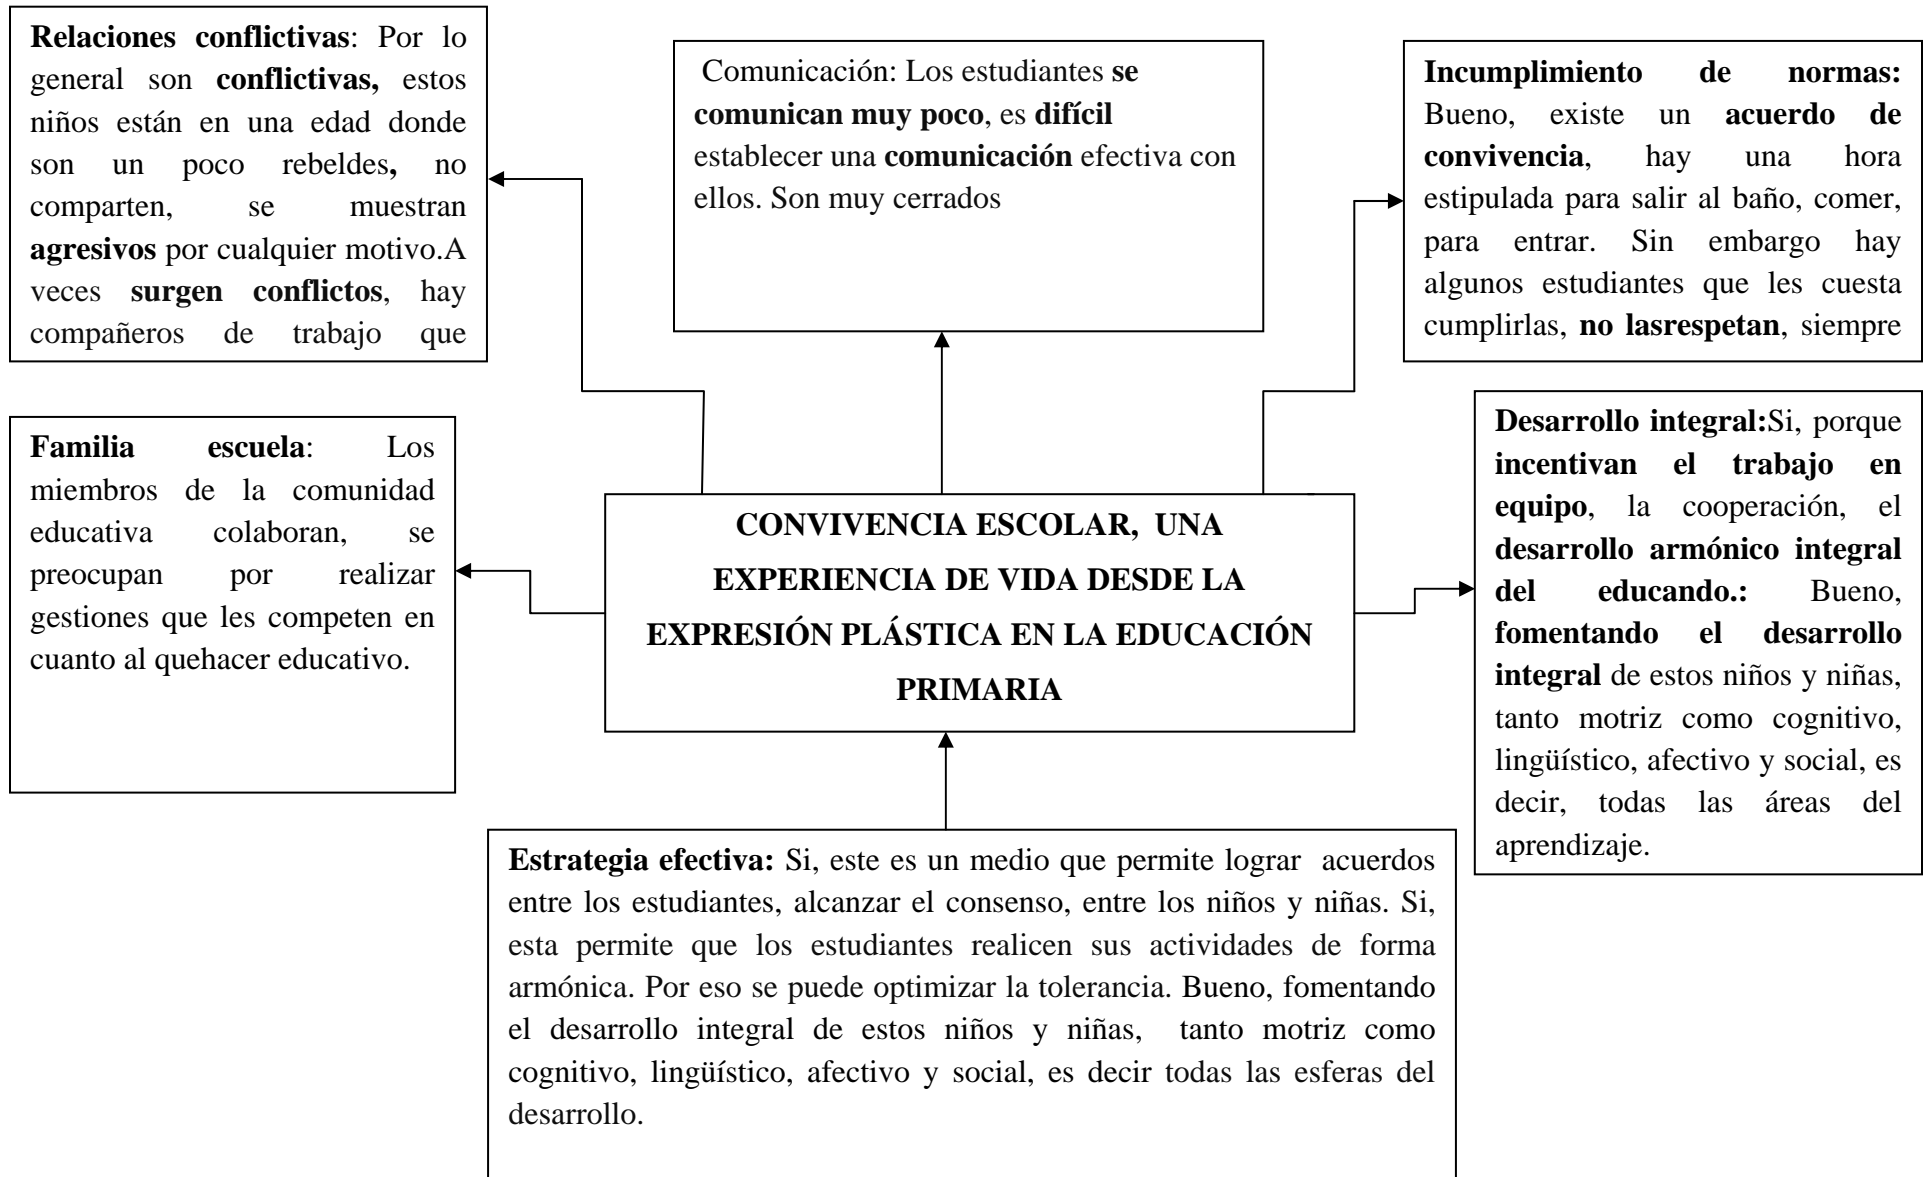 Relaciones conflictivas: Por lo
general son conflictivas, estos
niños están en una edad donde
son un poco rebeldes, no
comparten, se muestran
agresivos por cualquier motivo.A
veces surgen conflictos, hay
compañeros de trabajo que
Comunicación: Los estudiantes se
comunican muy poco, es difícil
establecer una comunicación efectiva con
ellos. Son muy cerrados
Incumplimiento de normas:
Bueno, existe un acuerdo de
convivencia, hay una hora
estipulada para salir al baño, comer,
para entrar. Sin embargo hay
algunos estudiantes que les cuesta
cumplirlas, no lasrespetan, siempre
Familia escuela: Los
miembros de la comunidad
educativa colaboran, se
preocupan por realizar
gestiones que les competen en
cuanto al quehacer educativo.
CONVIVENCIA ESCOLAR, UNA
EXPERIENCIA DE VIDA DESDE LA
EXPRESIÓN PLÁSTICA EN LA EDUCACIÓN
PRIMARIA
Desarrollo integral:Si, porque
incentivan el trabajo en
equipo, la cooperación, el
desarrollo armónico integral
del educando.: Bueno,
fomentando el desarrollo
integral de estos niños y niñas,
tanto motriz como cognitivo,
lingüístico, afectivo y social, es
decir, todas las áreas del
aprendizaje.
Estrategia efectiva: Si, este es un medio que permite lograr acuerdos
entre los estudiantes, alcanzar el consenso, entre los niños y niñas. Si,
esta permite que los estudiantes realicen sus actividades de forma
armónica. Por eso se puede optimizar la tolerancia. Bueno, fomentando
el desarrollo integral de estos niños y niñas, tanto motriz como
cognitivo, lingüístico, afectivo y social, es decir todas las esferas del
desarrollo.